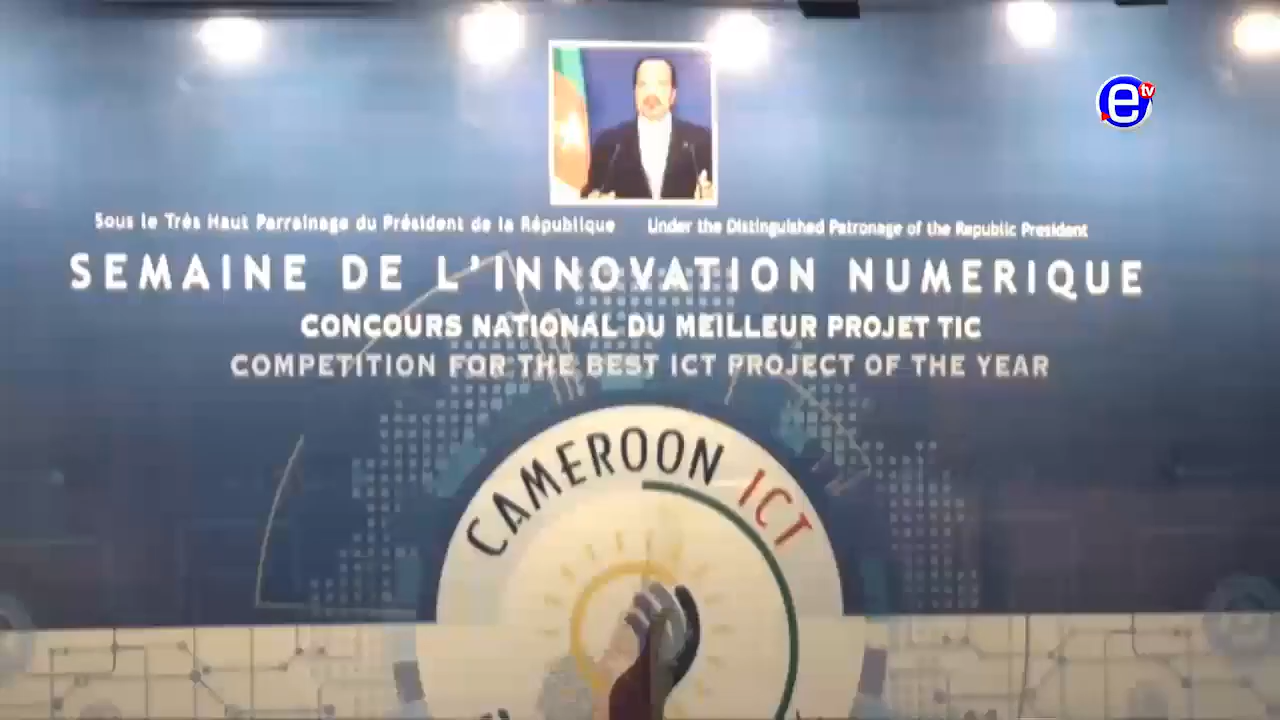 e tv
Sous le Très Haut Parrainage du Président de la République
Under the Distinguished Patronage of the Republic President
SEMAINE DE L'INNOVATION NUMERIQUE
CONCOURS NATIONAL DU MEILLEUR PROJET TIC
COMPETITION FOR THE BEST ICT PROJECT OF THE YEAR
CAMEROON ICT